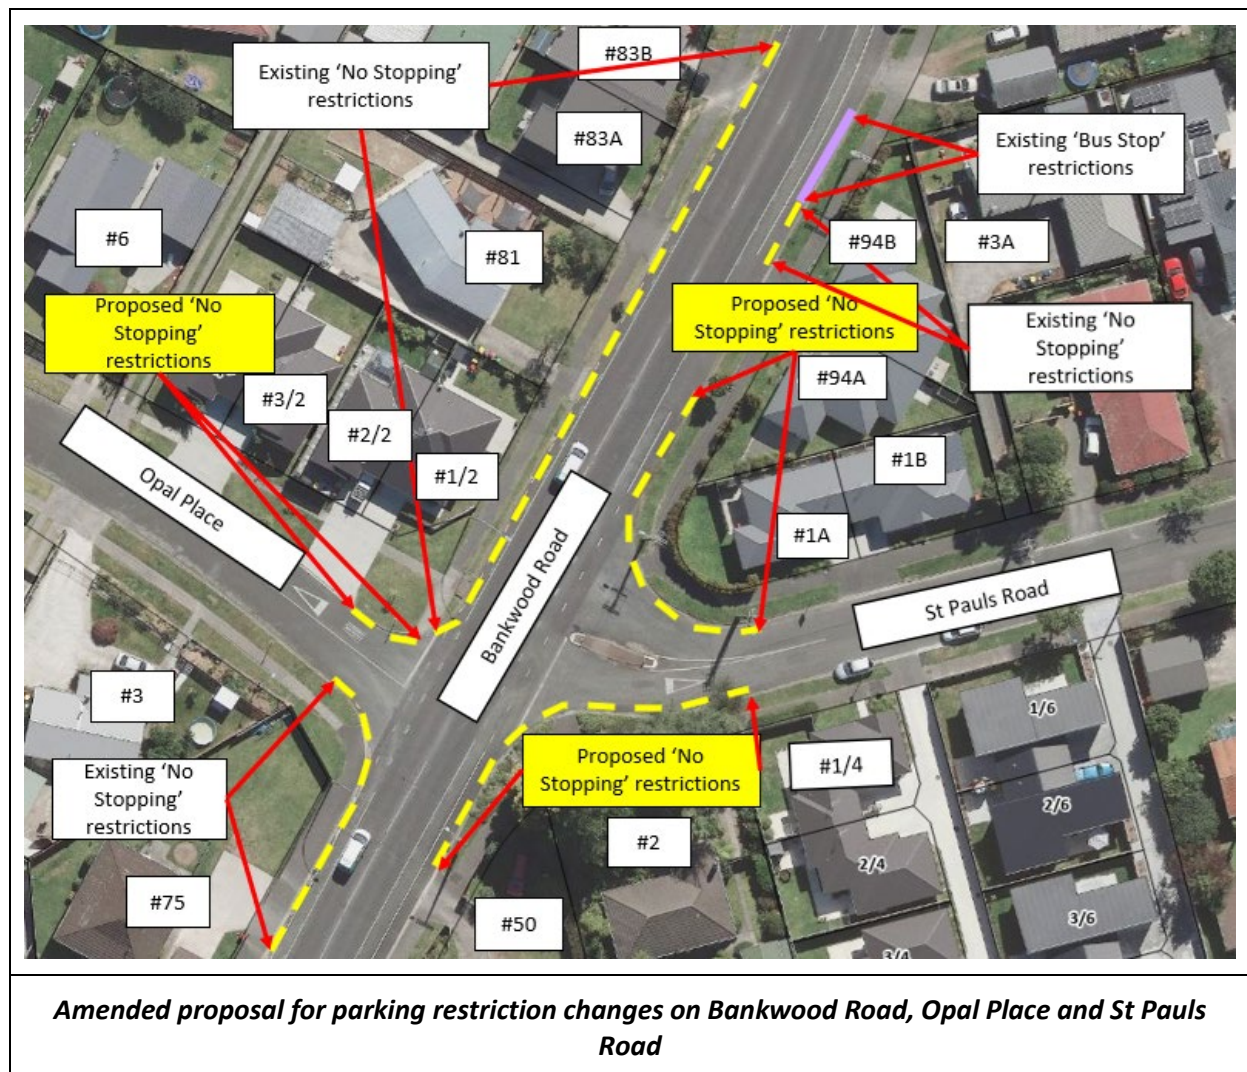 #83B
Existing 'No Stopping'
restrictions
#83A
Existing 'Bus Stop'
restrictions
#6
#81
#94B
#3A
Proposed 'No
Stopping'
restrictions
Proposed 'No
Stopping' restrictions
Existing 'No
Stopping'
restrictions
#94A
#3/2
#2/2
#1/2
#1B
Opal Place
#1A
Bankwood Road
St Pauls Road
#3
1/6
Existing 'No
Stopping'
restrictions
Proposed 'No
Stopping' restrictions
#1/4
2/6
#2
2/4
#75
#50
3/6
3/4
Amended proposal for parking restriction changes on Bankwood Road, Opal Place and St Pauls
Road